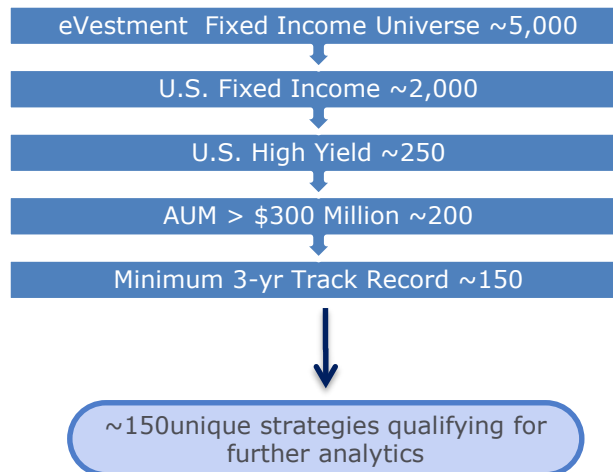 eVestment Fixed Income Universe ~5,000
U.S. Fixed Income ~2,000
U.S. High Yield ~250
AUM > $300 Million ~200
Minimum 3-yr Track Record ~150
~150unique strategies qualifying for
further analytics